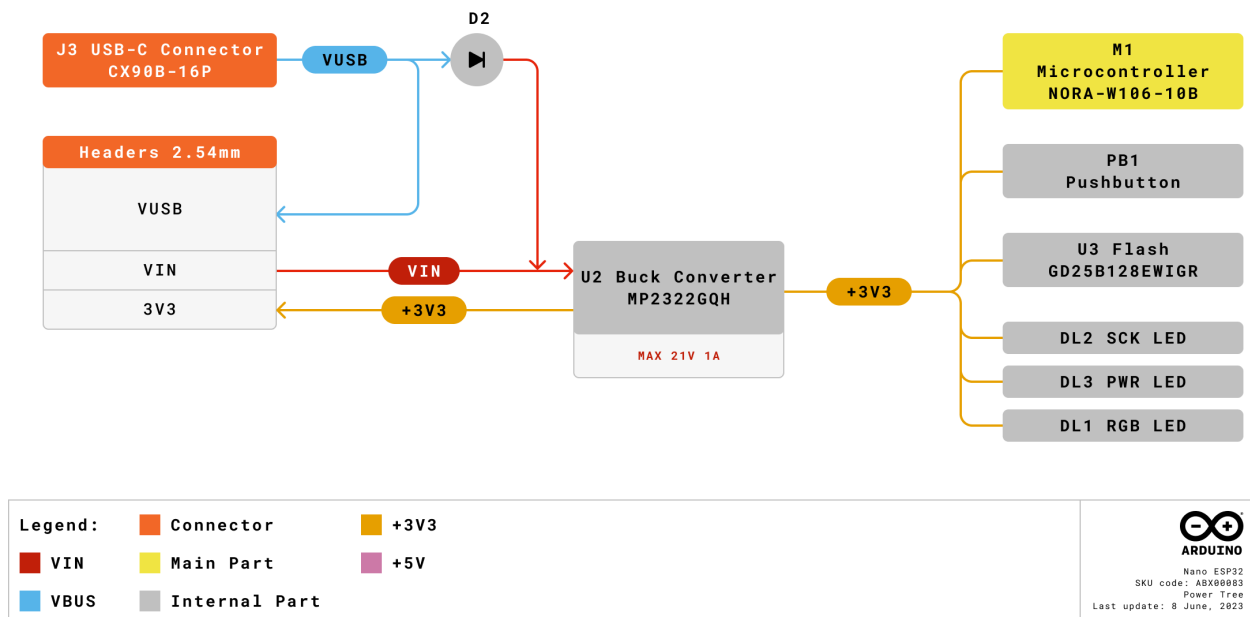 D2
J3 USB-C Connector
CX90B-16P
VUSB
M1
Microcontroller
NORA-W106-10B
Headers 2.54mm
VUSB
VIN
3V3
VIN
+3V3
U2 Buck Converter
MP2322GQH
MAX 21V 1A
+3V3
PB1
Pushbutton
U3 Flash
GD25B128EWIGR
DL2 SCK LED
DL3 PWR LED
DL1 RGB LED
Legend:
Connector
+3V3
VIN
Main Part
+5V
VBUS
Internal Part
ARDUINO
Nano ESP32
SKU code: ABX00083
Power Tree
Last update: 8 June, 2023